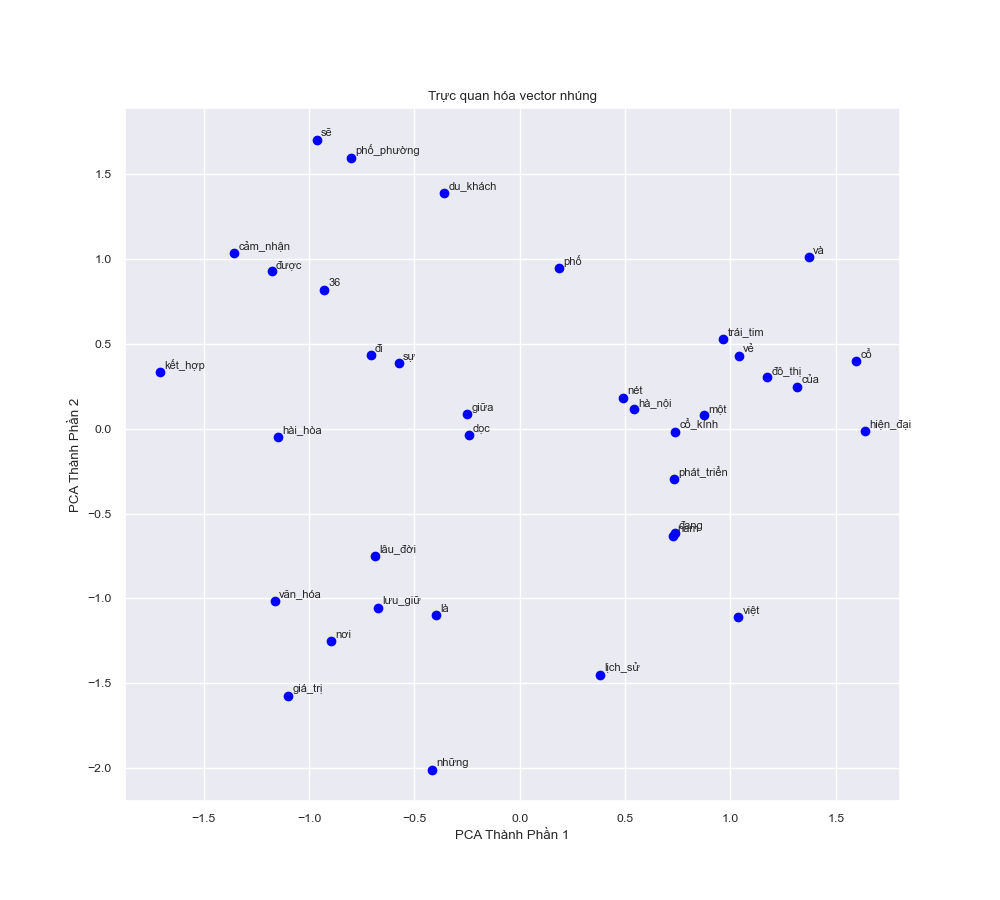 Trực quan hóa vector nhúng
sẽ
phố_phường
du_khách
cảm_nhận
được
và
phố
36
trái_tim
đi
vẻ
sự
cổ
kết_hợp
đô_thị
của
nét
hà_nội
giữa
một
hài_hòa
dọc
cổ_kính
hiện_đại
phát_triển
đang
lâu_đời
văn_hóa
lưu_giữ
là
việt
nơi
lịch_sử
giá_trị
những
1.5
1.0
0.5
0.0
−0.5
−1.0
−1.5
−2.0
PCA Thành Phần 2
−1.5
−1.0
−0.5
0.0
0.5
1.0
1.5
PCA Thành Phần 1